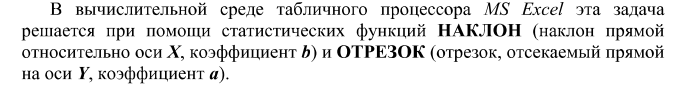 В вычислительной среде табличного процессора MS Excel эта задача
решается при помощи статистических функций НАКЛОН (наклон прямой
относительно оси X, коэффициент b) и ОТРЕЗОК (отрезок, отсекаемый прямой
на оси Y, коэффициент a).